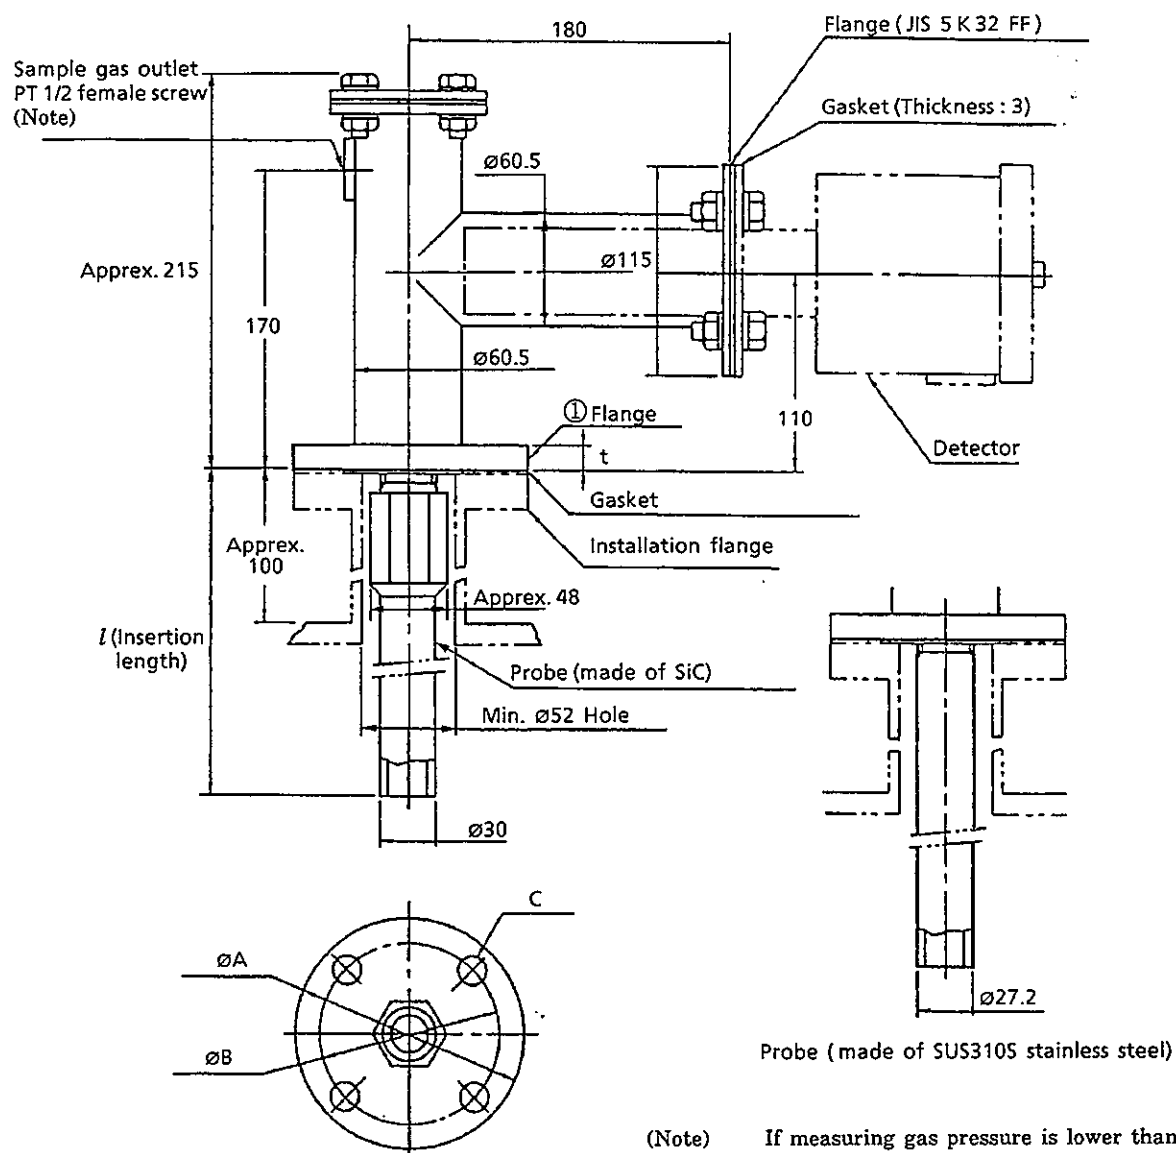 180
Flange (JIS 5 K 32 FF)
Sample gas outlet
PT 1/2 female screw
(Note)
Gasket (Thickness : 3)
Ø60.5
Apprex. 215
Ø115
170
Ø60.5
110
① Flange
t
Detector
Gasket
Apprex.
100
Installation flange
Apprex. 48
l (Insertion
length)
Probe (made of SiC)
Min. Ø52 Hole
Ø30
C
ØA
Ø27.2
ØB
Probe (made of SUS310S stainless steel)
(Note) If measuring gas pressure is lower than